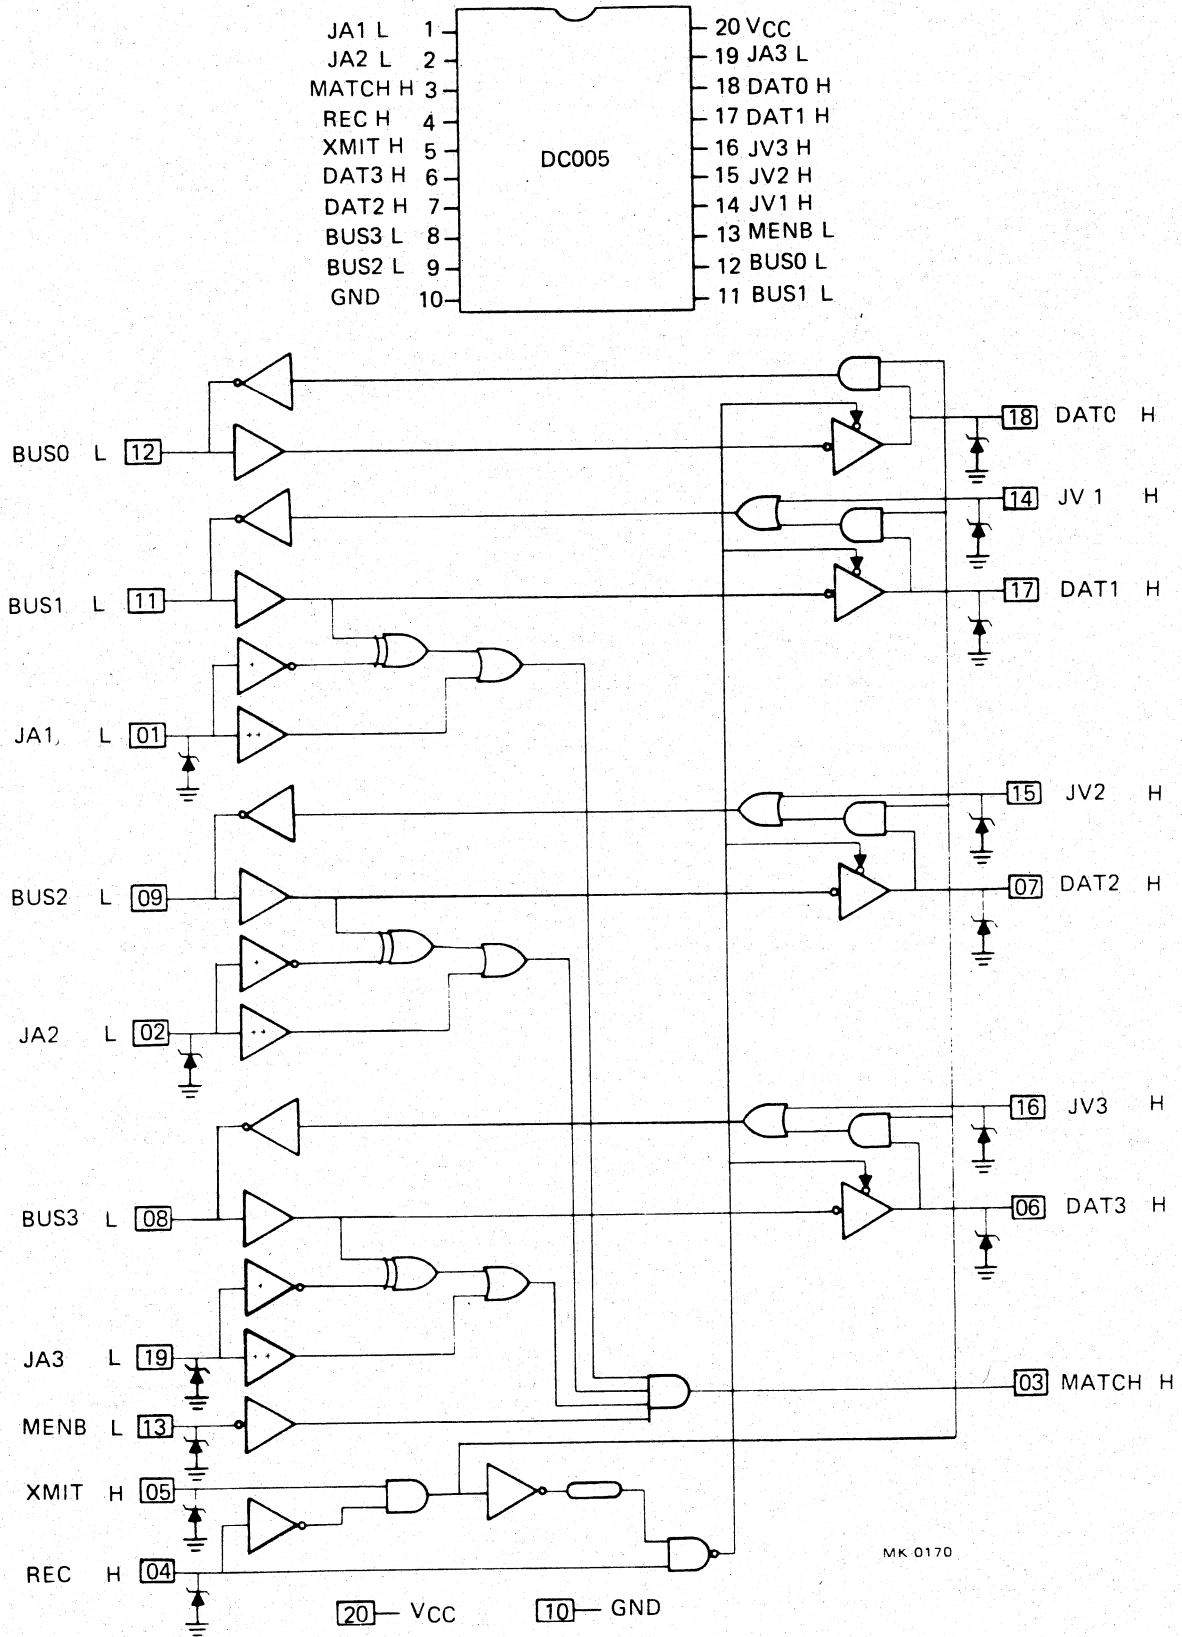 JA1 L 1
20 VCC
JA2 L 2
19 JA3 L
MATCH H 3
18 DAT0 H
REC H 4
17 DAT1 H
XMIT H 5
16 JV3 H
DC005
DAT3 H 6
15 JV2 H
DAT2 H 7
14 JV1 H
BUS3 L 8
13 MENB L
BUS2 L 9
12 BUS0 L
GND 10
11 BUS1 L
18 DAT0 H
BUS0 L 12
14 JV 1 H
BUS1 L 11
17 DAT1 H
JA1 L 01
15 JV2 H
BUS2 L 09
07 DAT2 H
JA2 L 02
16 JV3 H
BUS3 L 08
06 DAT3 H
JA3 L 19
03 MATCH H
MENB L 13
XMIT H 05
MK-0170
REC H 04
20 VCC
10 GND